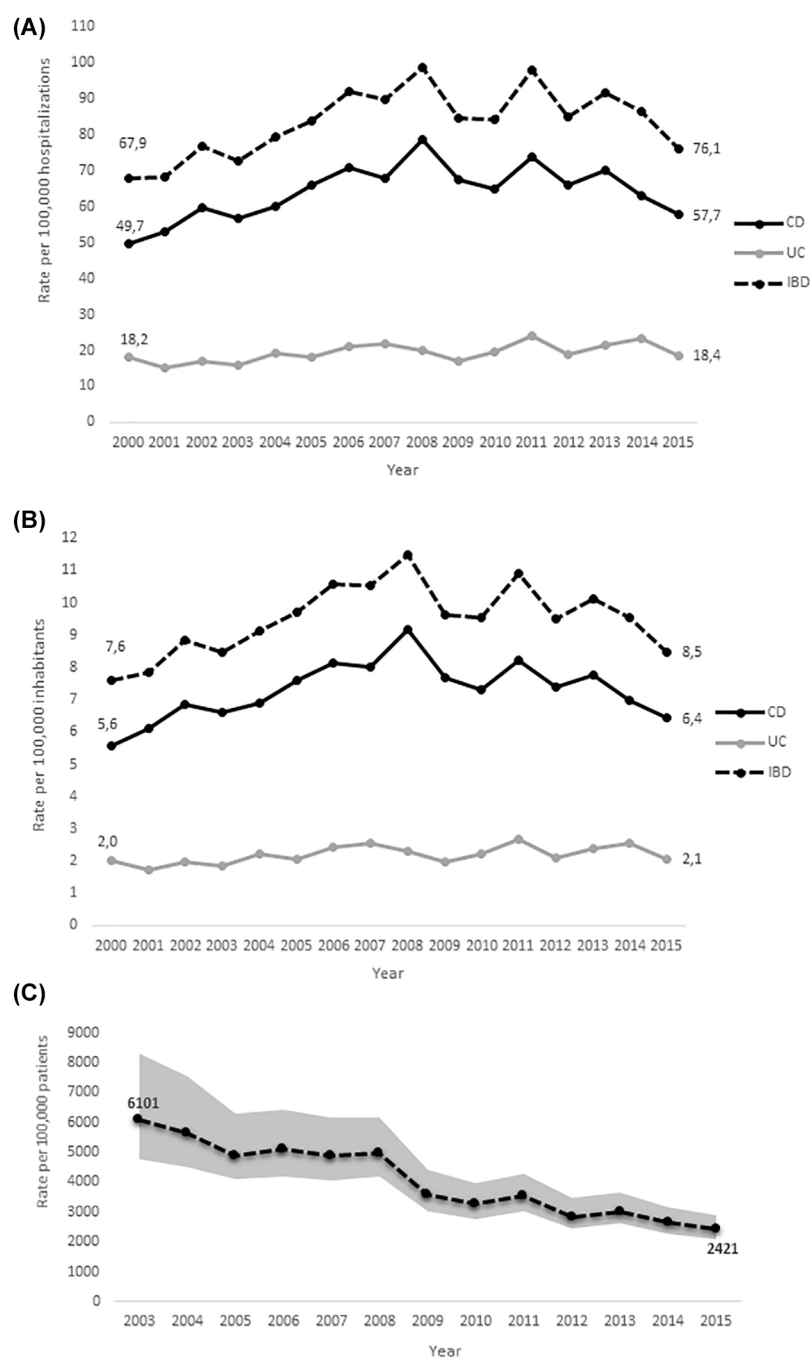 (A)
110
100
90
80
70
60
50
40
30
20
10
0
Rate per 100,000 hospitalizations
67,9
49,7
18,2
76,1
57,7
18,4
CD
UC
IBD
2000 2001 2002 2003 2004 2005 2006 2007 2008 2009 2010 2011 2012 2013 2014 2015
Year
(B)
12
11
10
9
8
7
6
5
4
3
2
1
0
Rate per 100,000 inhabitants
7,6
5,6
2,0
8,5
6,4
2,1
CD
UC
IBD
2000 2001 2002 2003 2004 2005 2006 2007 2008 2009 2010 2011 2012 2013 2014 2015
Year
(C)
9000
8000
7000
6000
5000
4000
3000
2000
1000
0
Rate per 100,000 patients
6101
2421
2003 2004 2005 2006 2007 2008 2009 2010 2011 2012 2013 2014 2015
Year